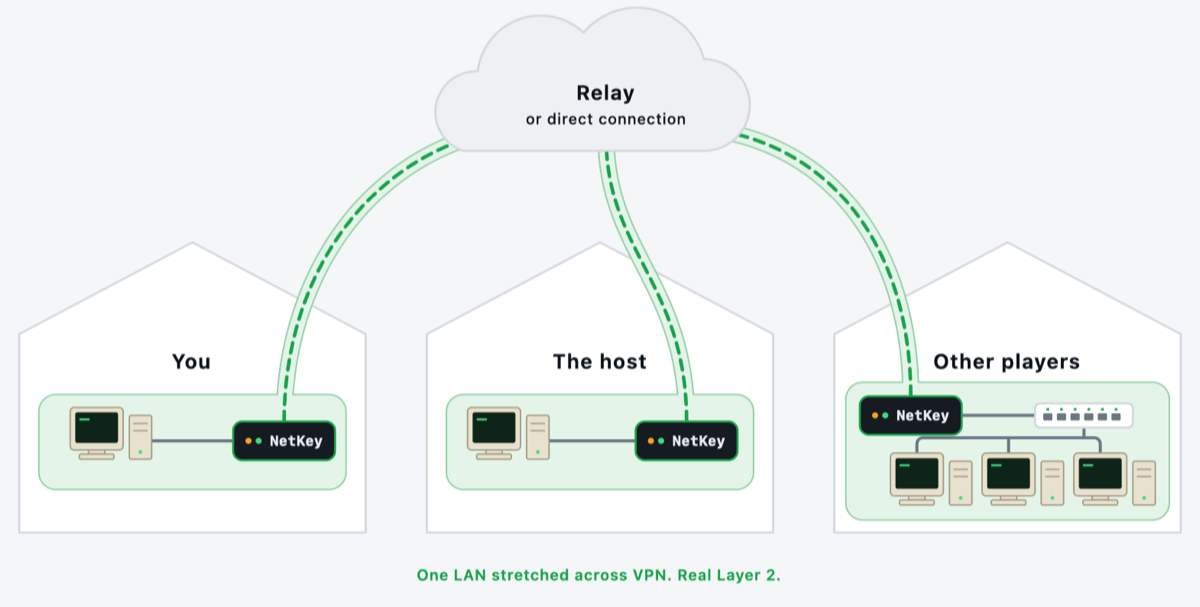 Relay
or direct connection
You
The host
Other players
NetKey
NetKey
NetKey
One LAN stretched across VPN. Real Layer 2.